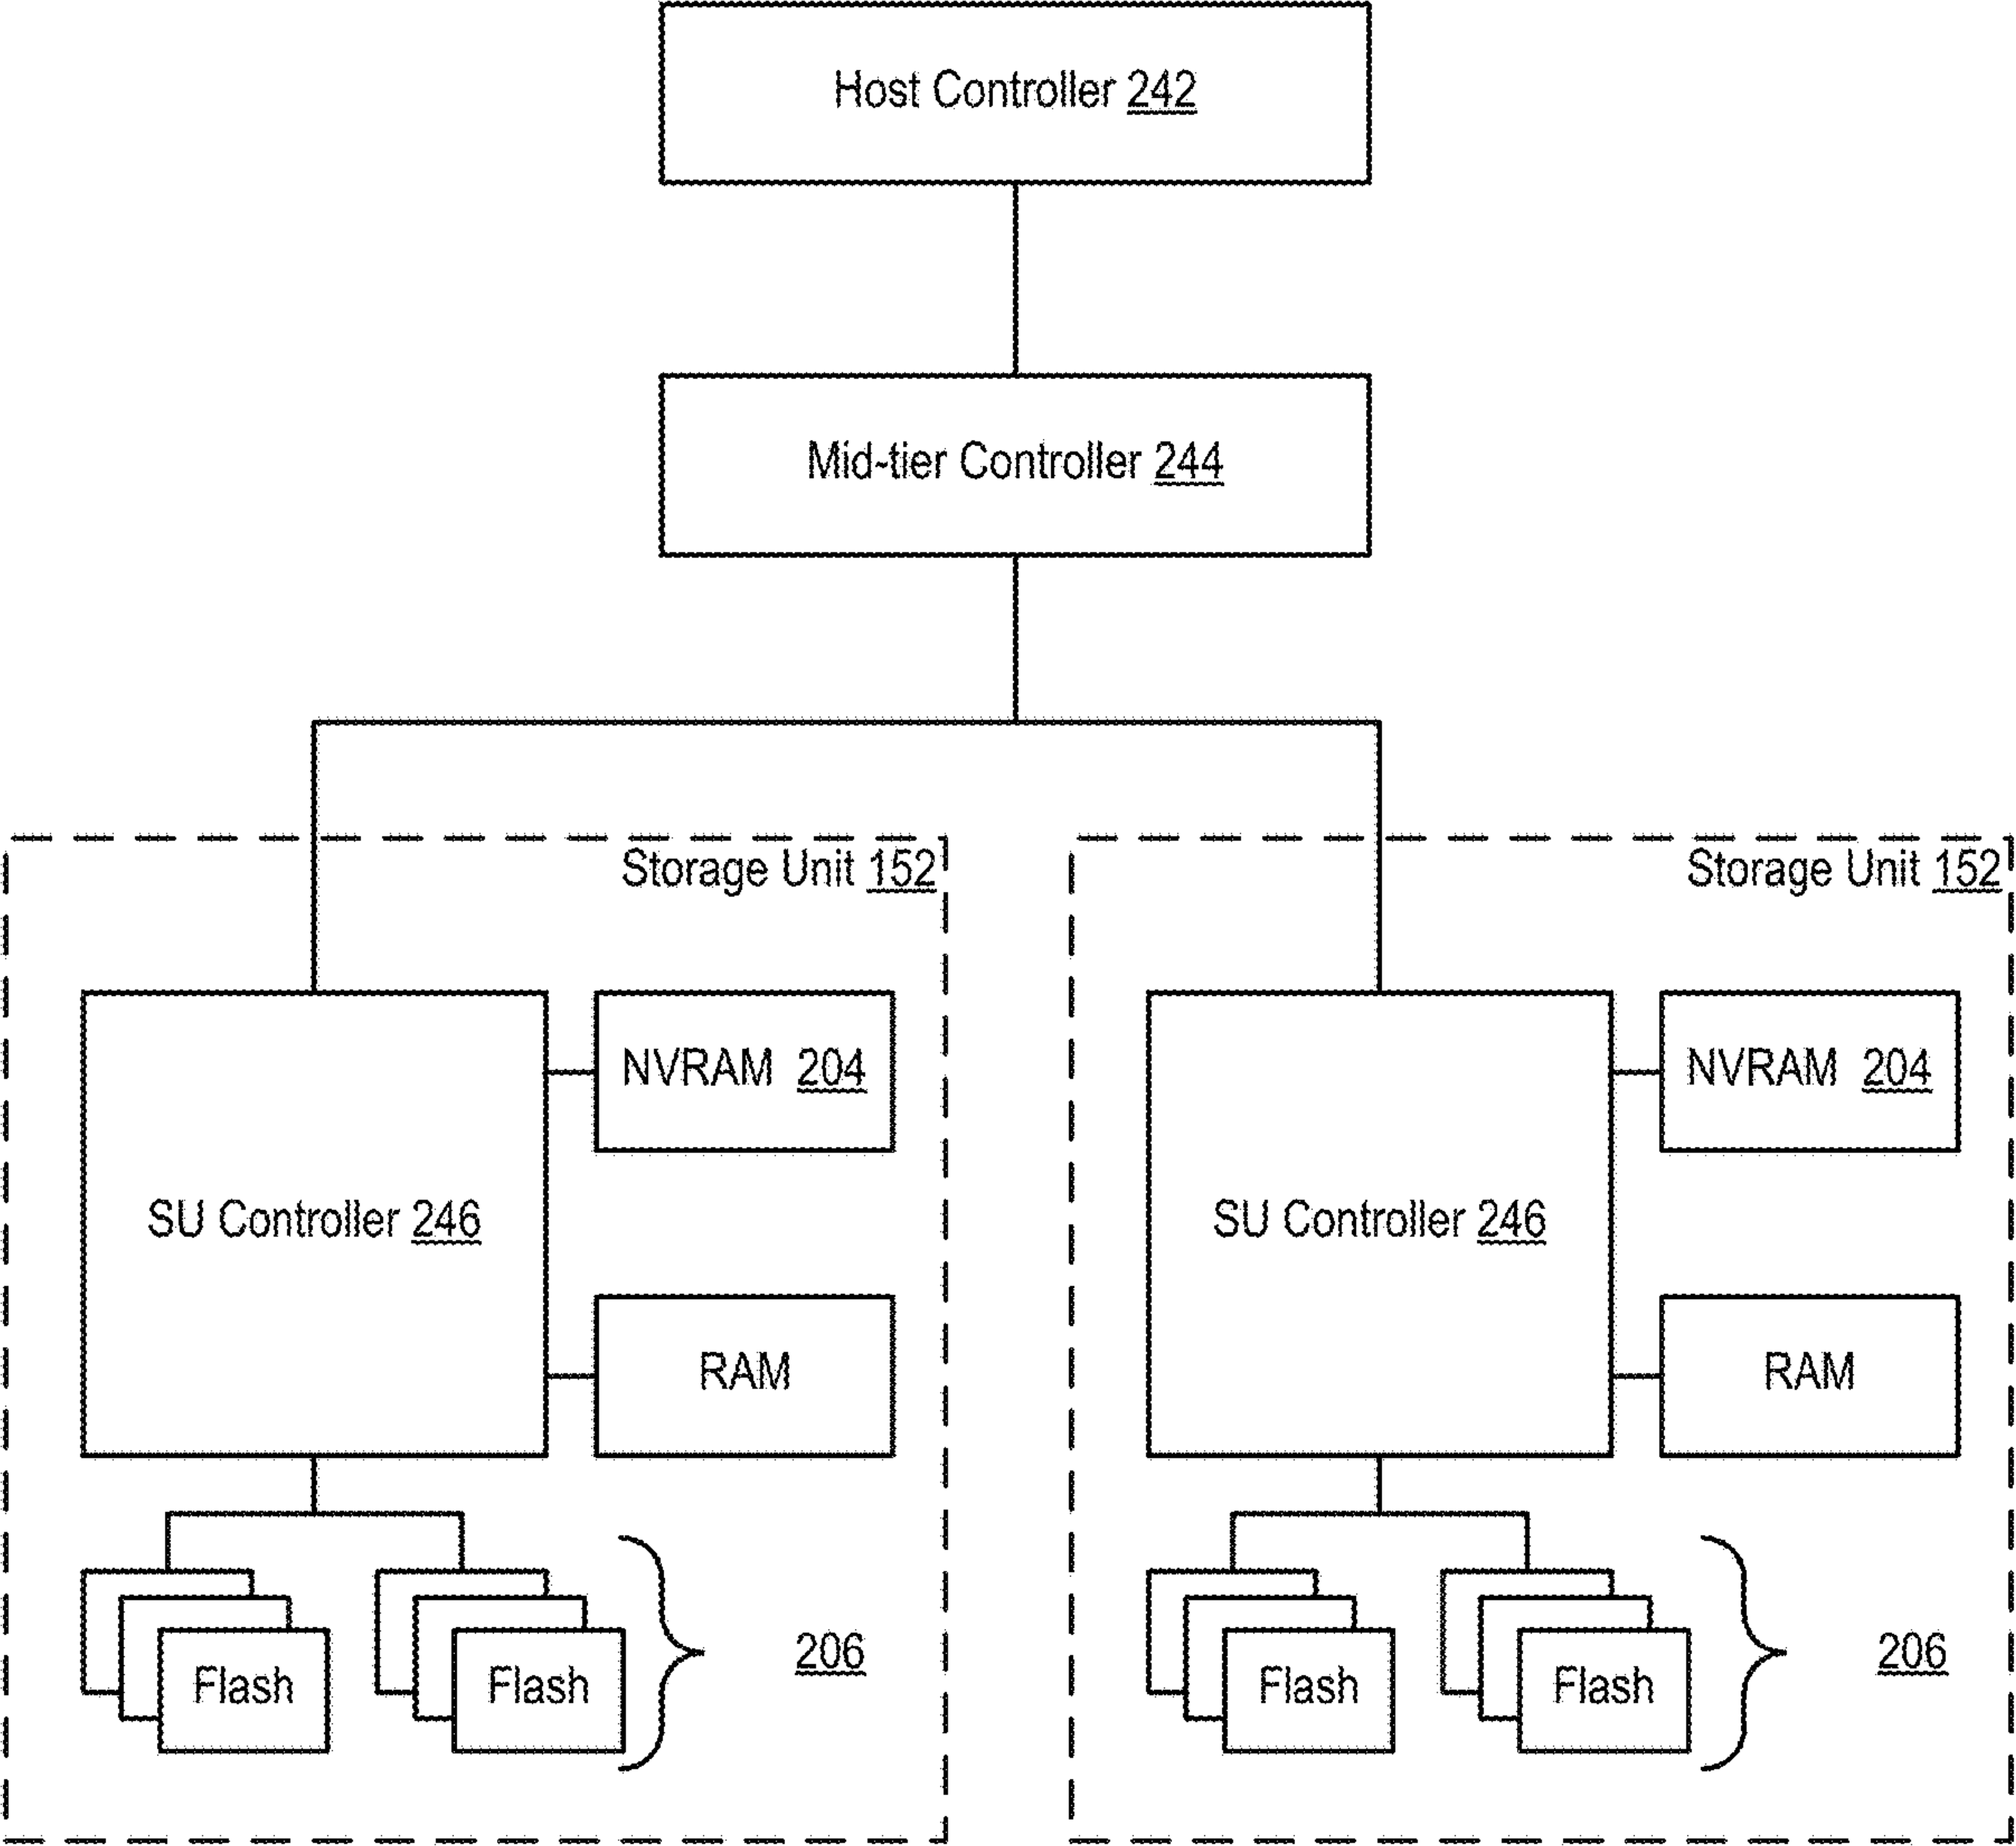 Host Controller 242
Mid-tier Controller 244
Storage Unit 152
NVRAM 204
SU Controller 246
RAM
Flash
Flash
206
Storage Unit 152
NVRAM 204
SU Controller 246
RAM
Flash
Flash
206